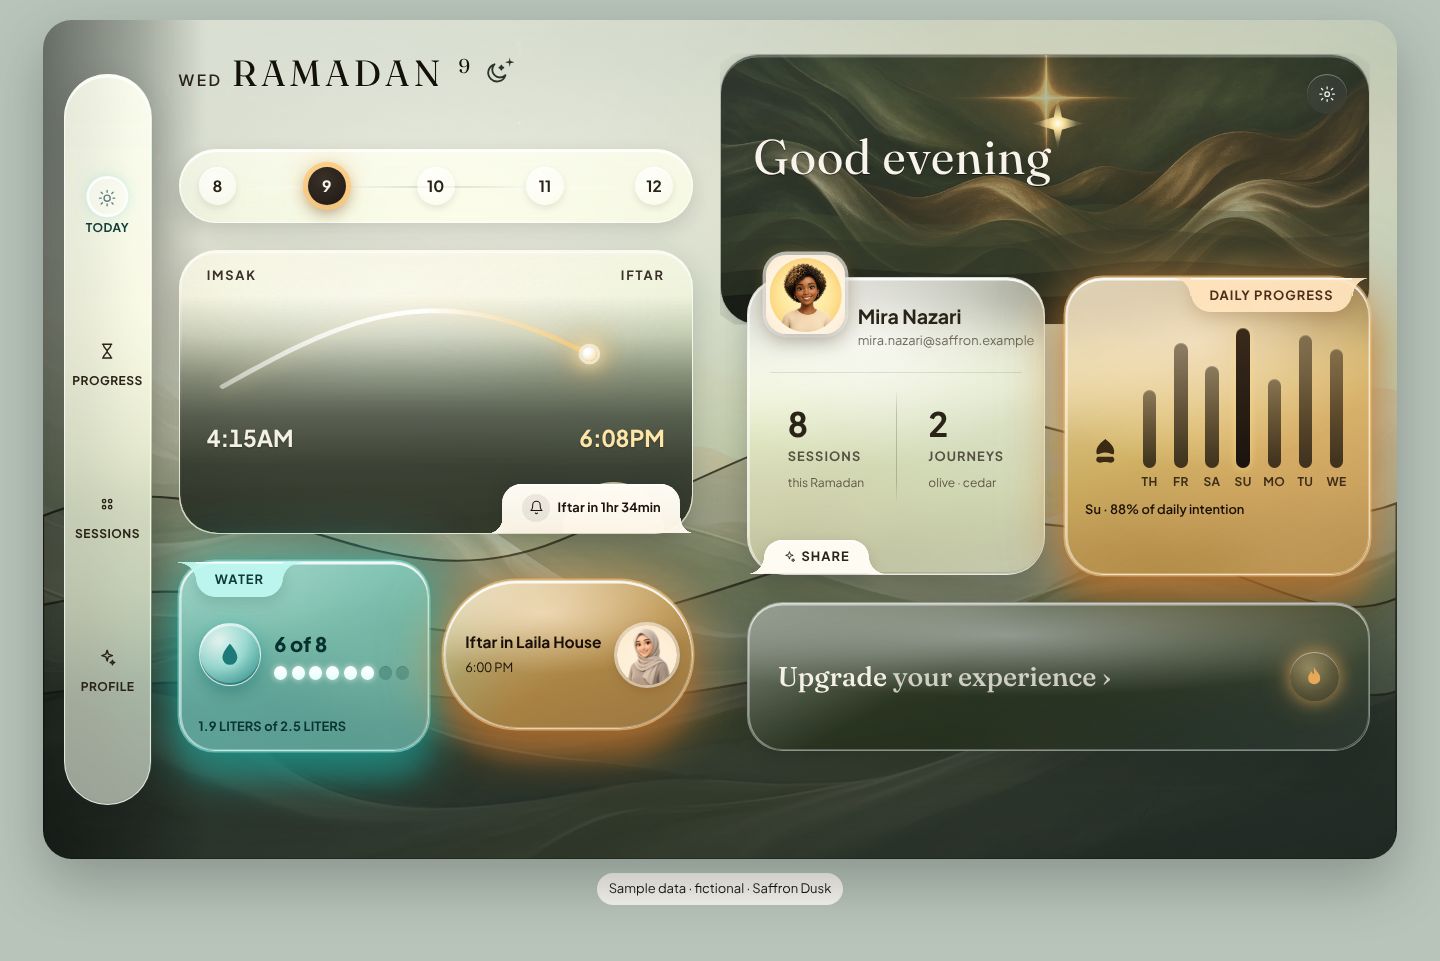 WED RAMADAN 9
TODAY
PROGRESS
SESSIONS
PROFILE
8 9 10 11 12
IMSAK IFTAR
4:15AM 6:08PM
Iftar in 1hr 34min
WATER
6 of 8
1.9 LITERS of 2.5 LITERS
Iftar in Laila House
6:00 PM
Good evening
Mira Nazari
mira.nazari@saffron.example
8 2
SESSIONS JOURNEYS
this Ramadan olive · cedar
SHARE
DAILY PROGRESS
TH FR SA SU MO TU WE
Su · 88% of daily intention
Upgrade your experience ›
Sample data · fictional · Saffron Dusk